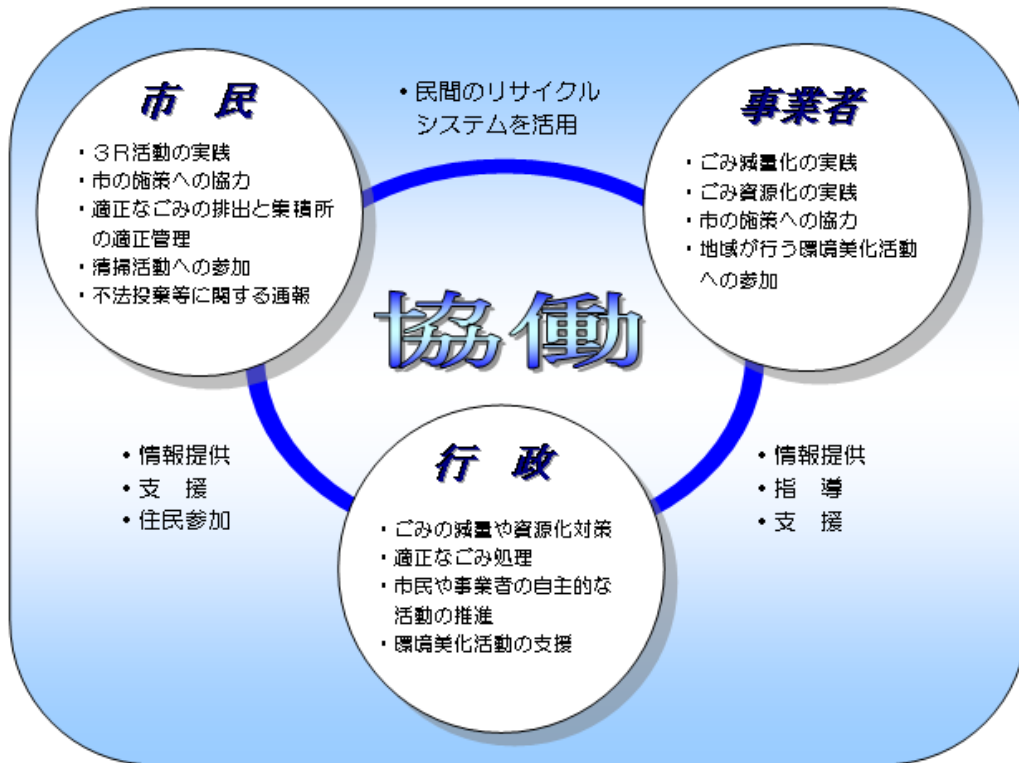 市　民
・３Ｒ活動の実践
・市の施策への協力
・適正なごみの排出と集積所
の適正管理
・清掃活動への参加
・不法投棄等に関する通報
・民間のリサイクル
システムを活用
事業者
・ごみ減量化の実践
・ごみ資源化の実践
・市の施策への協力
・地域が行う環境美化活動
への参加
協働
・情報提供
・支　援
・住民参加
行　政
・ごみの減量や資源化対策
・適正なごみ処理
・市民や事業者の自主的な
活動の推進
・環境美化活動の支援
・情報提供
・指　導
・支　援